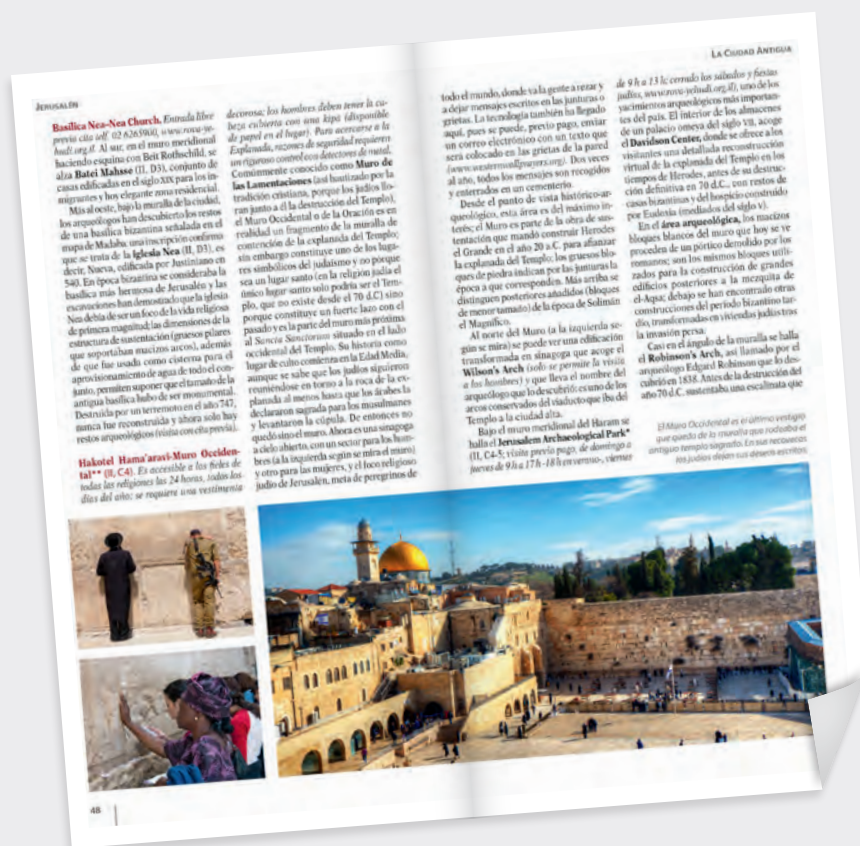 JERUSALÉN
Basílica Nea-Nea Church. Entrada libre
previa cita (tel. 02 6265900, www.rova-ye-
hudi.org.il. Al sur, en el muro meridional
haciendo esquina con Beit Rothschild, se
alza Batei Mahsse (II, D3), conjunto de
casas edificadas en el siglo XIX para los in-
migrantes y hoy elegante zona residencial.
Más al oeste, bajo la muralla de la ciudad,
los arqueólogos han descubierto los restos
de una basílica bizantina señalada en el
mapa de Madaba; una inscripción confirmo
que se trata de la Iglesia Nea (II, D3), es
decir, Nueva, edificada por Justiniano en
540. En época bizantina se consideraba la
basílica más hermosa de Jerusalén y las
excavaciones han demostrado que la iglesia
Nea debía de ser un foco de la vida religiosa
de primera magnitud; las dimensiones de la
estructura de sustentación (gruesos pilares
que soportaban macizos arcos), además
de que fue usado como cisterna para el
aprovisionamiento de agua de todo el con-
junto, permiten suponer que el tamaño de la
antigua basílica hubo de ser monumental.
Destruida por un terremoto en el año 747,
nunca fue reconstruida y ahora solo hay
restos arqueológicos (visita con cita previa).
Hakotel Hama'aravi-Muro Occiden-
tal** (II, C4). Es accesible a los fieles de
todas las religiones las 24 horas, todos los
días del año; se requiere una vestimenta
decorosa; los hombres deben tener la ca-
beza cubierta con una kipá (disponible
de papel en el lugar). Para acercarse a la
Explanada, razones de seguridad requieren
un riguroso control con detectores de metal.
Comúnmente conocido como Muro de
las Lamentaciones (así bautizado por la
tradición cristiana, porque los judíos llo-
ran junto a él la destrucción del Templo),
el Muro Occidental o de la Oración es en
realidad un fragmento de la muralla de
contención de la explanada del Templo;
sin embargo constituye uno de los luga-
res simbólicos del judaísmo y no porque
sea un lugar santo (en la religión judía el
único lugar santo solo podría ser el Tem-
plo, que no existe desde el 70 d.C.) sino
porque constituye un fuerte lazo con el
pasado y es la parte del muro más próxima
al Sancta Sanctorum situado en el lado
occidental del Templo. Su historia como
lugar de culto comienza en la Edad Media,
aunque se sabe que los judíos siguieron
reuniéndose en torno a la roca de la ex-
planada al menos hasta que los árabes la
declararon sagrada para los musulmanes
y levantaron la cúpula. De entonces no
quedó sino el muro. Ahora es una sinagoga
a cielo abierto, con un sector para los hom-
bres (a la izquierda según se mira el muro)
y otro para las mujeres, y el foco religioso
judío de Jerusalén, meta de peregrinos de
48
LA CIUDAD ANTIGUA
todo el mundo, donde va la gente a rezar y
a dejar mensajes escritos en las junturas o
grietas. La tecnología también ha llegado
aquí, pues se puede, previo pago, enviar
un correo electrónico con un texto que
será colocado en las grietas de la pared
(www.westernwallprayers.org). Dos veces
al año, todos los mensajes son recogidos
y enterrados en un cementerio.
Desde el punto de vista histórico-ar-
queológico, esta área es del máximo in-
terés; el Muro es parte de la obra de sus-
tentación que mandó construir Herodes
el Grande en el año 20 a.C. para afianzar
la explanada del Templo; los gruesos blo-
ques de piedra indican por las junturas la
época a que corresponden. Más arriba se
distinguen posteriores añadidos (bloques
de menor tamaño) de la época de Solimán
el Magnífico.
Al norte del Muro (a la izquierda se-
gún se mira) se puede ver una edificación
transformada en sinagoga que acoge el
Wilson's Arch (solo se permite la visita
a los hombres) y que lleva el nombre del
arqueólogo que lo descubrió; es uno de los
arcos conservados del viaducto que iba del
Templo a la ciudad alta.
Bajo el muro meridional del Haram se
halla el Jerusalem Archaeological Park*
(II, C4-5; visita previo pago, de domingo a
jueves de 9 h a 17 h -18 h en verano-, viernes
de 9 h a 13 h; cerrado los sábados y fiestas
judías, www.rova-yehudi.org.il), uno de los
yacimientos arqueológicos más importan-
tes del país. El interior de los almacenes
de un palacio omeya del siglo VII, acoge
el Davidson Center, donde se ofrece a los
visitantes una detallada reconstrucción
virtual de la explanada del Templo en los
tiempos de Herodes, antes de su destruc-
ción definitiva en 70 d.C., con restos de
casas bizantinas y del hospicio construido
por Eudoxia (mediados del siglo V).
En el área arqueológica, los macizos
bloques blancos del muro que hoy se ve
proceden de un pórtico demolido por los
romanos; son los mismos bloques utili-
zados para la construcción de grandes
edificios posteriores a la mezquita de
el-Aqsa; debajo se han encontrado otras
construcciones del período bizantino tar-
dío, transformadas en viviendas judías tras
la invasión persa.
Casi en el ángulo de la muralla se halla
el Robinson's Arch, así llamado por el
arqueólogo Edgard Robinson que lo des-
cubrió en 1838. Antes de la destrucción del
año 70 d.C. sustentaba una escalinata que
El Muro Occidental es el último vestigio
que queda de la muralla que rodeaba el
antiguo templo sagrado. En sus recovecos
los judíos dejan sus deseos escritos